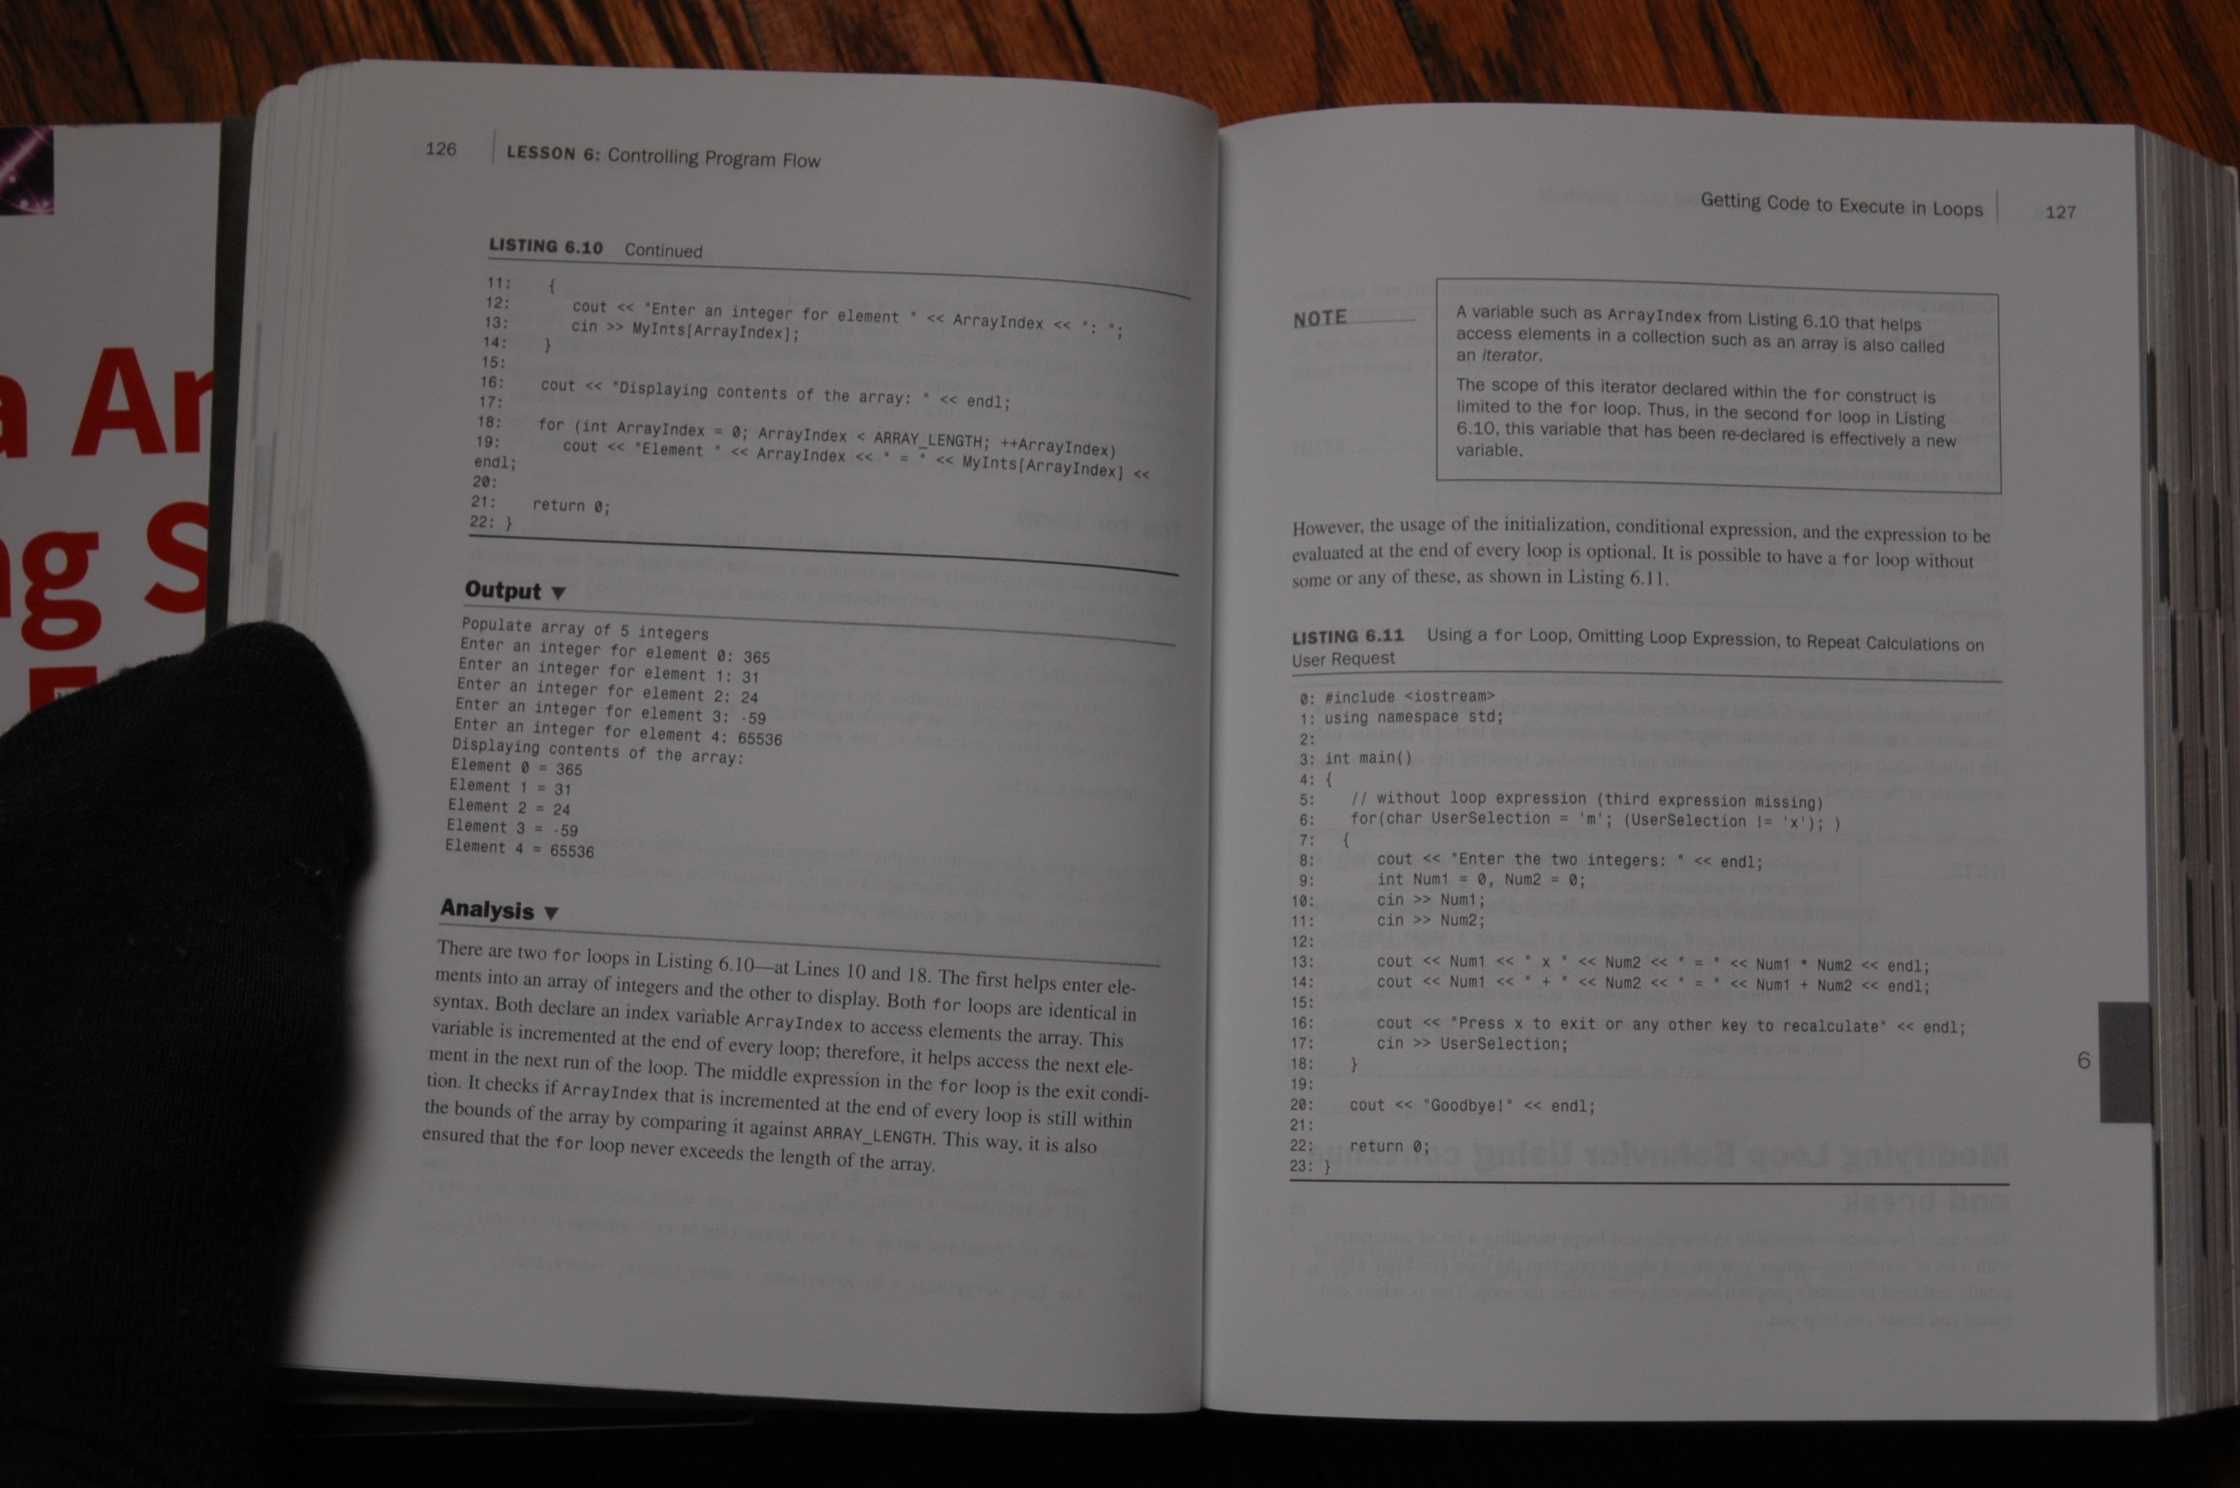 a Ar
ng S
126 LESSON 6: Controlling Program Flow
LISTING 6.10 Continued
11: {
12: cout << "Enter an integer for element " << ArrayIndex << ": ";
13: cin >> MyInts[ArrayIndex];
14: }
15:
16: cout << "Displaying contents of the array: " << endl;
17:
18: for (int ArrayIndex = 0; ArrayIndex < ARRAY_LENGTH; ++ArrayIndex)
19: cout << "Element " << ArrayIndex << " = " << MyInts[ArrayIndex] <<
endl;
20:
21: return 0;
22: }
Output ▼
Populate array of 5 integers
Enter an integer for element 0: 365
Enter an integer for element 1: 31
Enter an integer for element 2: 24
Enter an integer for element 3: -59
Enter an integer for element 4: 65536
Displaying contents of the array:
Element 0 = 365
Element 1 = 31
Element 2 = 24
Element 3 = -59
Element 4 = 65536
Analysis ▼
There are two for loops in Listing 6.10—at Lines 10 and 18. The first helps enter ele-
ments into an array of integers and the other to display. Both for loops are identical in
syntax. Both declare an index variable ArrayIndex to access elements the array. This
variable is incremented at the end of every loop; therefore, it helps access the next ele-
ment in the next run of the loop. The middle expression in the for loop is the exit condi-
tion. It checks if ArrayIndex that is incremented at the end of every loop is still within
the bounds of the array by comparing it against ARRAY_LENGTH. This way, it is also
ensured that the for loop never exceeds the length of the array.
Getting Code to Execute in Loops 127
NOTE
A variable such as ArrayIndex from Listing 6.10 that helps
access elements in a collection such as an array is also called
an iterator.
The scope of this iterator declared within the for construct is
limited to the for loop. Thus, in the second for loop in Listing
6.10, this variable that has been re-declared is effectively a new
variable.
However, the usage of the initialization, conditional expression, and the expression to be
evaluated at the end of every loop is optional. It is possible to have a for loop without
some or any of these, as shown in Listing 6.11.
LISTING 6.11 Using a for Loop, Omitting Loop Expression, to Repeat Calculations on
User Request
0: #include <iostream>
1: using namespace std;
2:
3: int main()
4: {
5: // without loop expression (third expression missing)
6: for(char UserSelection = 'm'; (UserSelection != 'x'); )
7: {
8: cout << "Enter the two integers: " << endl;
9: int Num1 = 0, Num2 = 0;
10: cin >> Num1;
11: cin >> Num2;
12:
13: cout << Num1 << " x " << Num2 << " = " << Num1 * Num2 << endl;
14: cout << Num1 << " + " << Num2 << " = " << Num1 + Num2 << endl;
15:
16: cout << "Press x to exit or any other key to recalculate" << endl;
17: cin >> UserSelection;
18: }
19:
20: cout << "Goodbye!" << endl;
21:
22: return 0;
23: }
6